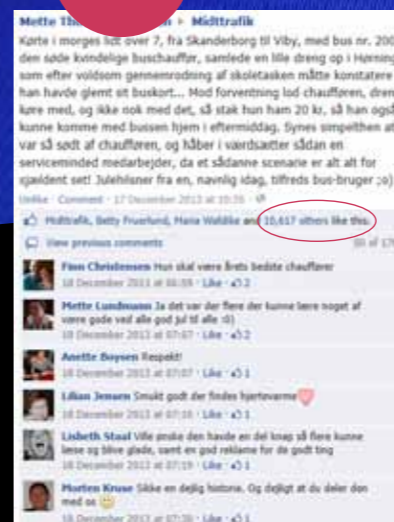 Mette Th n ▸ Midttrafik
Kørte i morges lidt over 7, fra Skanderborg til Viby, med bus nr. 200
den søde kvindelige buschauffør, samlede en lille dreng op i Hørning
som efter voldsom gennemrodning af skoletasken måtte konstatere
han havde glemt sit buskort... Mod forventning lod chaufføren, dren
køre med, og ikke nok med det, så stak hun ham 20 kr, så han også
kunne komme med bussen hjem i eftermiddag. Synes simpelthen at
var så sødt af chaufføren, og håber i værdsætter sådan en
serviceminded medarbejder, da et sådanne scenarie er alt alt for
sjældent set! Julehilsner fra en, navnlig idag, tilfreds bus-bruger ;o)
Unlike · Comment · 17 December 2013 at 10:35
Midttrafik, Betty Fruerlund, Maria Waldike and 10,617 others like this.
View previous comments 50 of 170
Finn Christensen Hun skal være årets bedste chauffører
18 December 2013 at 06:59 · Like · 2
Mette Lundmann Ja det var der flere der kunne lære noget af
være gode ved alle god jul til alle :0)
18 December 2013 at 07:07 · Like · 2
Anette Boysen Respekt!
18 December 2013 at 07:07 · Like · 1
Lilian Jensen Smukt godt der findes hjertevarme
18 December 2013 at 07:16 · Like · 1
Lisbeth Staal Ville ønske den havde en del knap så flere kunne
læse og blive glade, samt en god reklame for de godt ting
18 December 2013 at 07:19 · Like · 1
Morten Kruse Sikke en dejlig historie. Og dejligt at du deler den
med os
18 December 2013 at 07:30 · Like · 1